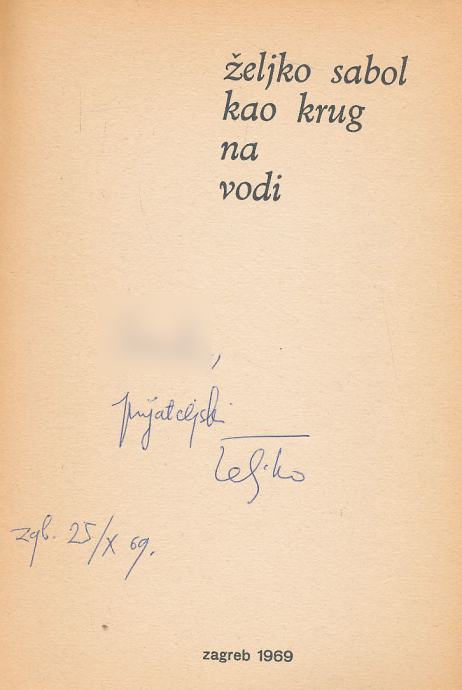 željko sabol
kao krug
na
vodi
,
prijateljski
Željko
zgb. 25/X 69.
zagreb 1969